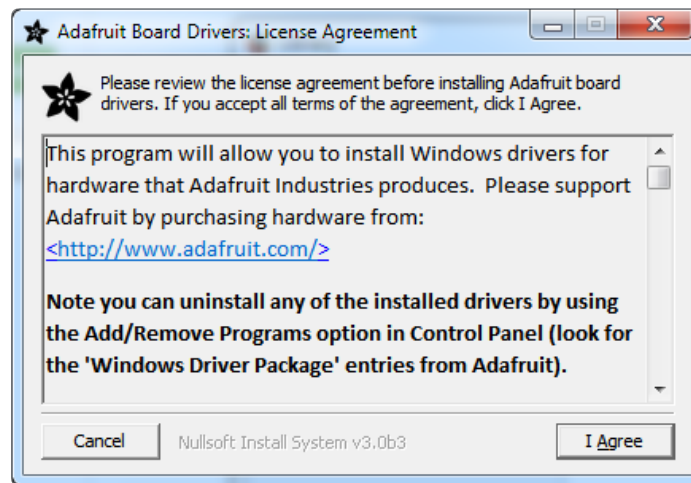 Adafruit Board Drivers: License Agreement
Please review the license agreement before installing Adafruit board
drivers. If you accept all terms of the agreement, click I Agree.
This program will allow you to install Windows drivers for
hardware that Adafruit Industries produces.  Please support
Adafruit by purchasing hardware from:
<http://www.adafruit.com/>
Note you can uninstall any of the installed drivers by using
the Add/Remove Programs option in Control Panel (look for
the 'Windows Driver Package' entries from Adafruit).
Cancel
Nullsoft Install System v3.0b3
I Agree